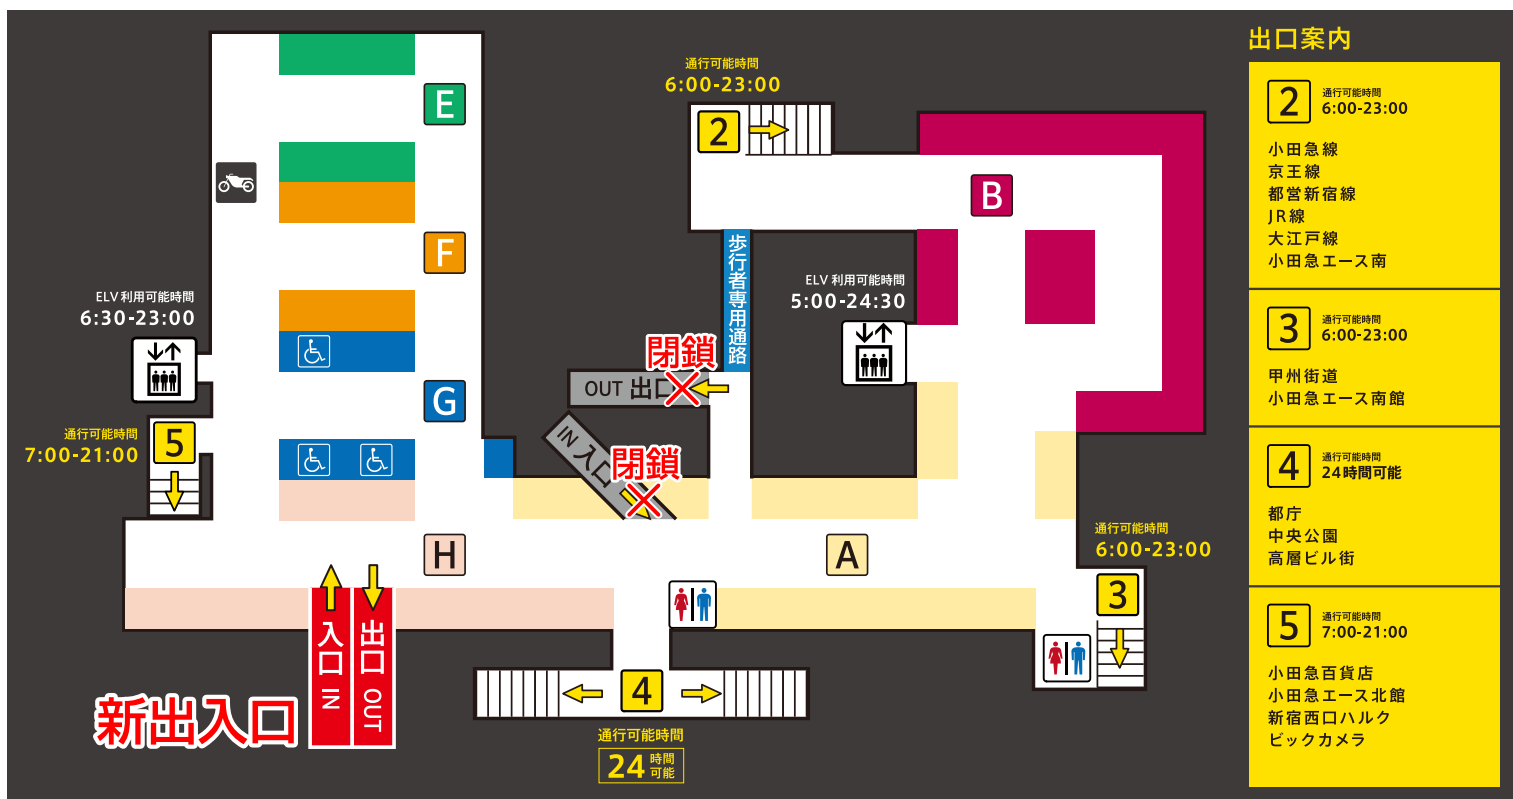 E
F
G
H
A
B
ELV利用可能時間
6:30-23:00
通行可能時間
7:00-21:00
5
通行可能時間
6:00-23:00
2
歩行者専用通路
ELV利用可能時間
5:00-24:30
閉鎖
OUT 出口
閉鎖
IN 入口
通行可能時間
6:00-23:00
3
4
通行可能時間
24時間可能
入口 IN
出口 OUT
新出入口
出口案内
2
通行可能時間
6:00-23:00
小田急線
京王線
都営新宿線
JR線
大江戸線
小田急エース南
3
通行可能時間
6:00-23:00
甲州街道
小田急エース南館
4
通行可能時間
24時間可能
都庁
中央公園
高層ビル街
5
通行可能時間
7:00-21:00
小田急百貨店
小田急エース北館
新宿西口ハルク
ビックカメラ